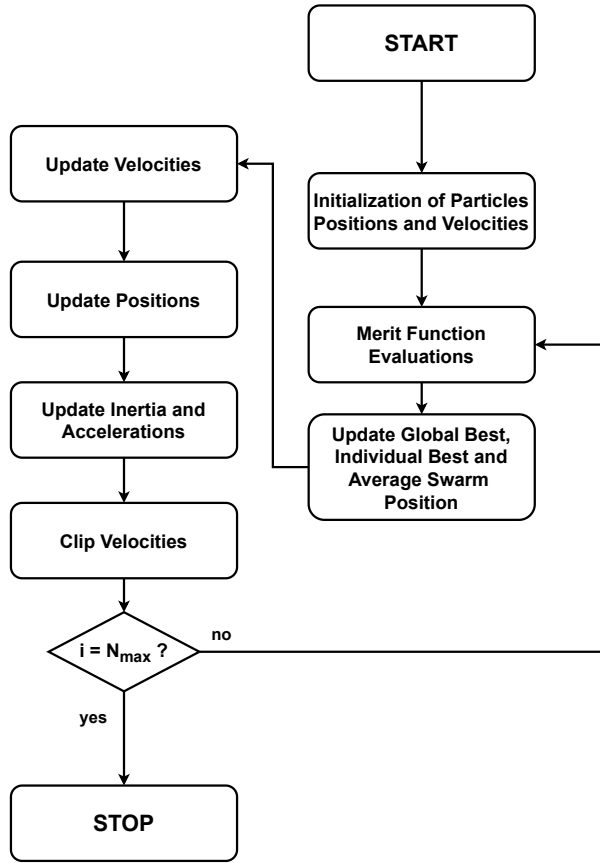 START
Initialization of Particles
Positions and Velocities
Merit Function
Evaluations
Update Global Best,
Individual Best and
Average Swarm
Position
Update Velocities
Update Positions
Update Inertia and
Accelerations
Clip Velocities
i = Nmax ?
no
yes
STOP